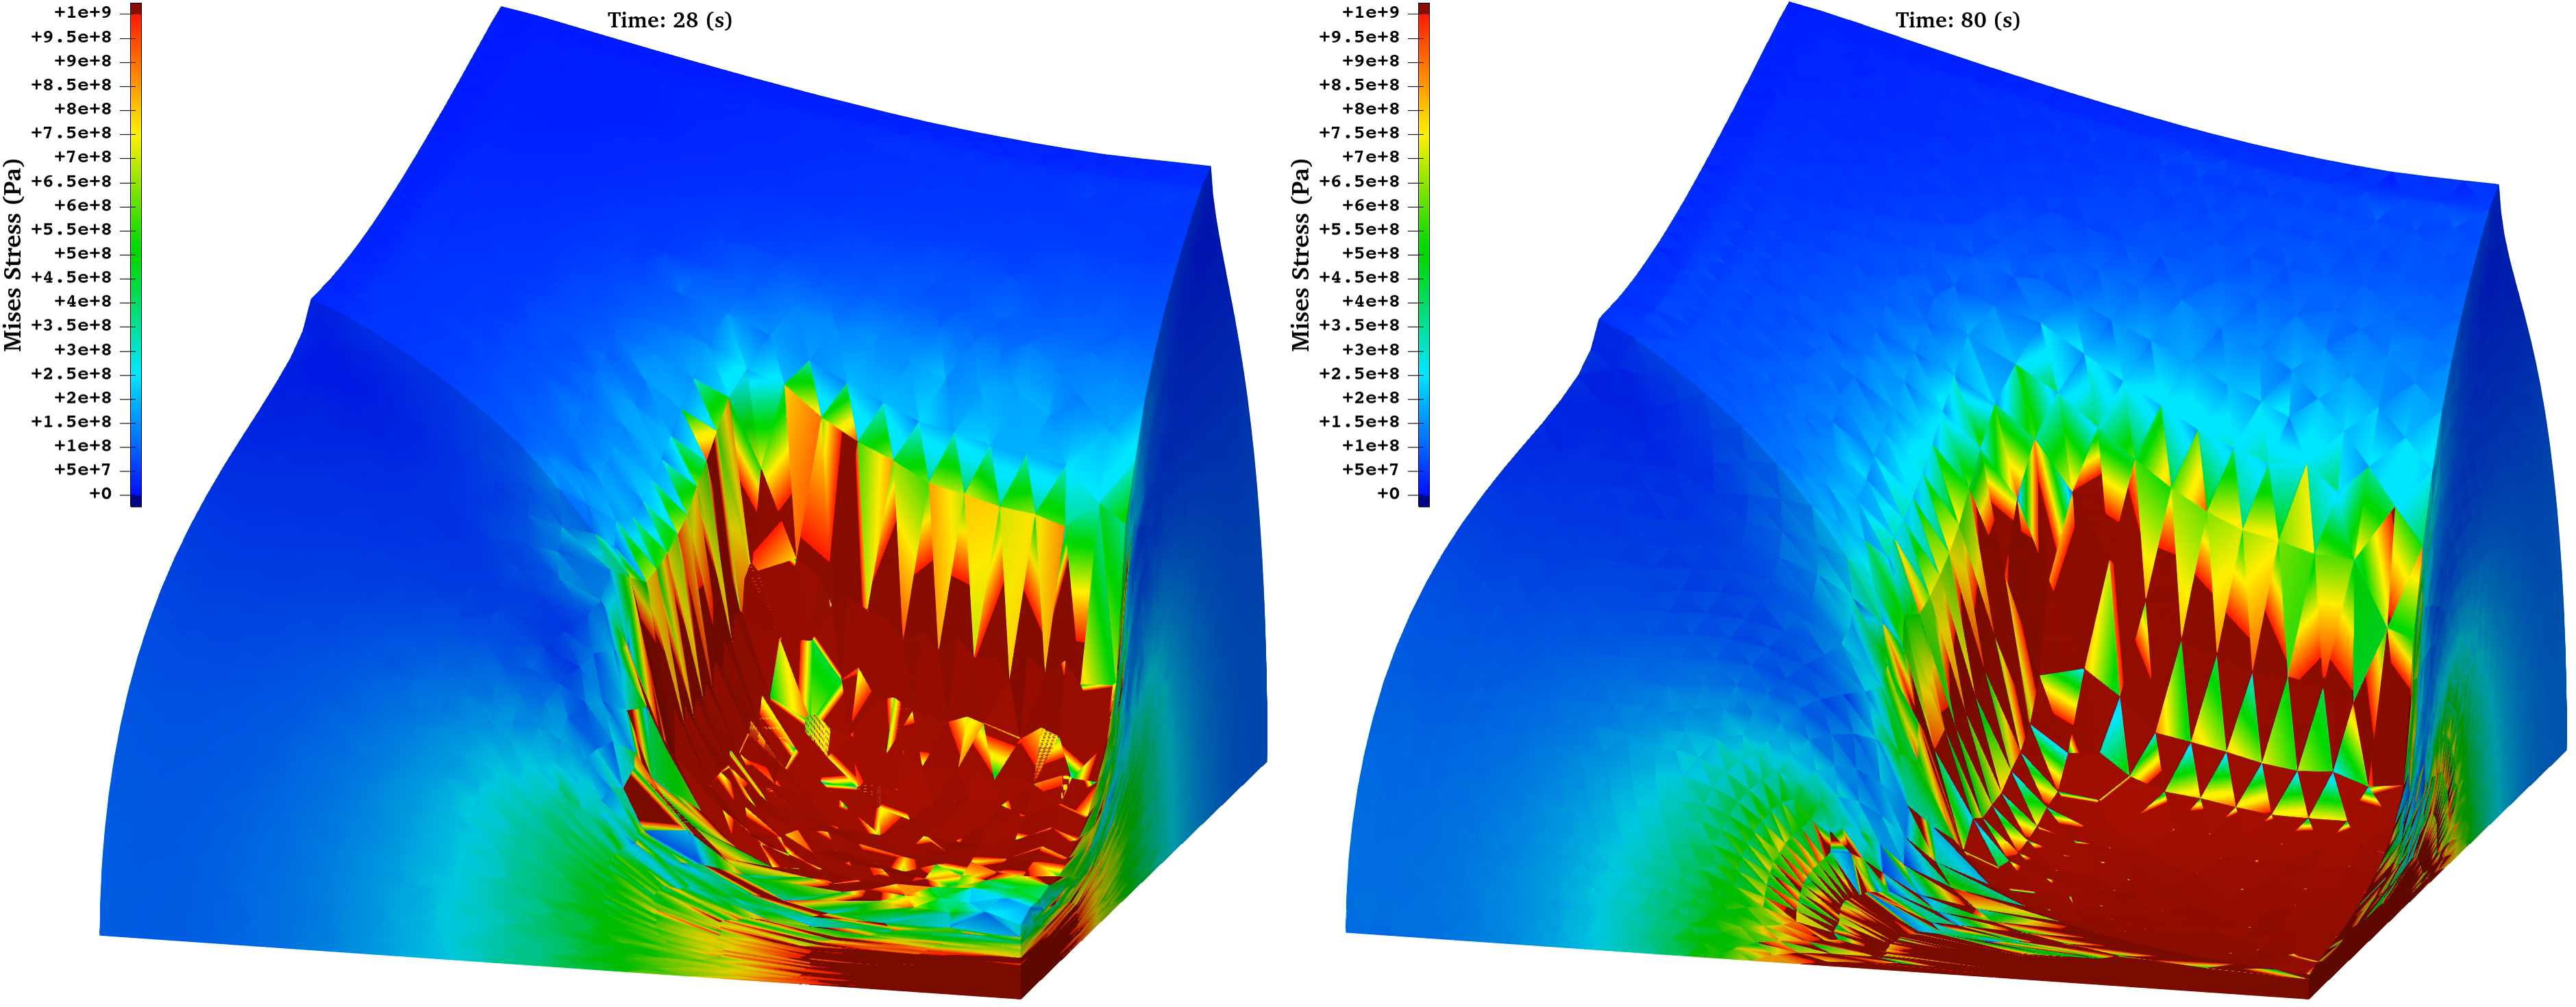 Time: 28 (s)
Mises Stress (Pa)
+1e+9
+9.5e+8
+9e+8
+8.5e+8
+8e+8
+7.5e+8
+7e+8
+6.5e+8
+6e+8
+5.5e+8
+5e+8
+4.5e+8
+4e+8
+3.5e+8
+3e+8
+2.5e+8
+2e+8
+1.5e+8
+1e+8
+5e+7
+0
Time: 80 (s)
Mises Stress (Pa)
+1e+9
+9.5e+8
+9e+8
+8.5e+8
+8e+8
+7.5e+8
+7e+8
+6.5e+8
+6e+8
+5.5e+8
+5e+8
+4.5e+8
+4e+8
+3.5e+8
+3e+8
+2.5e+8
+2e+8
+1.5e+8
+1e+8
+5e+7
+0